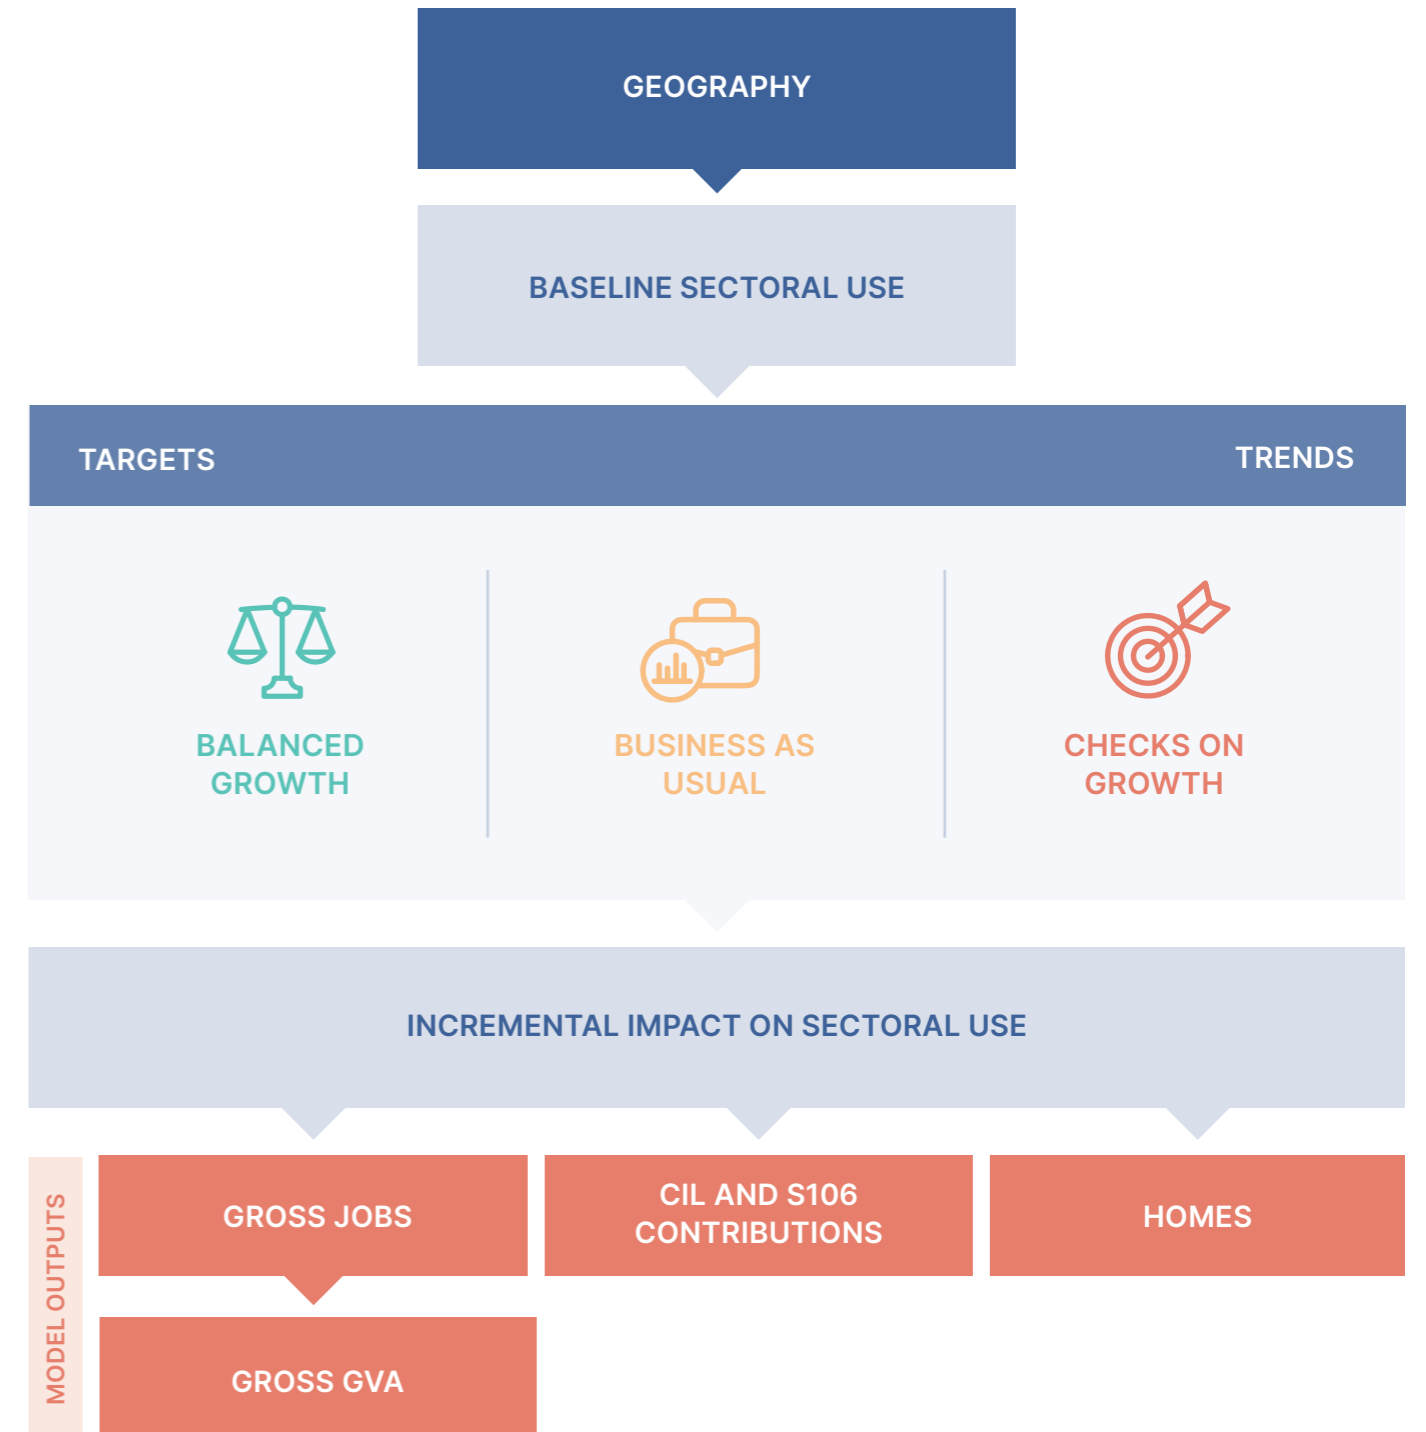 GEOGRAPHY
BASELINE SECTORAL USE
TARGETS
TRENDS
BALANCED
GROWTH
BUSINESS AS
USUAL
CHECKS ON
GROWTH
INCREMENTAL IMPACT ON SECTORAL USE
MODEL OUTPUTS
GROSS JOBS
CIL AND S106
CONTRIBUTIONS
HOMES
GROSS GVA